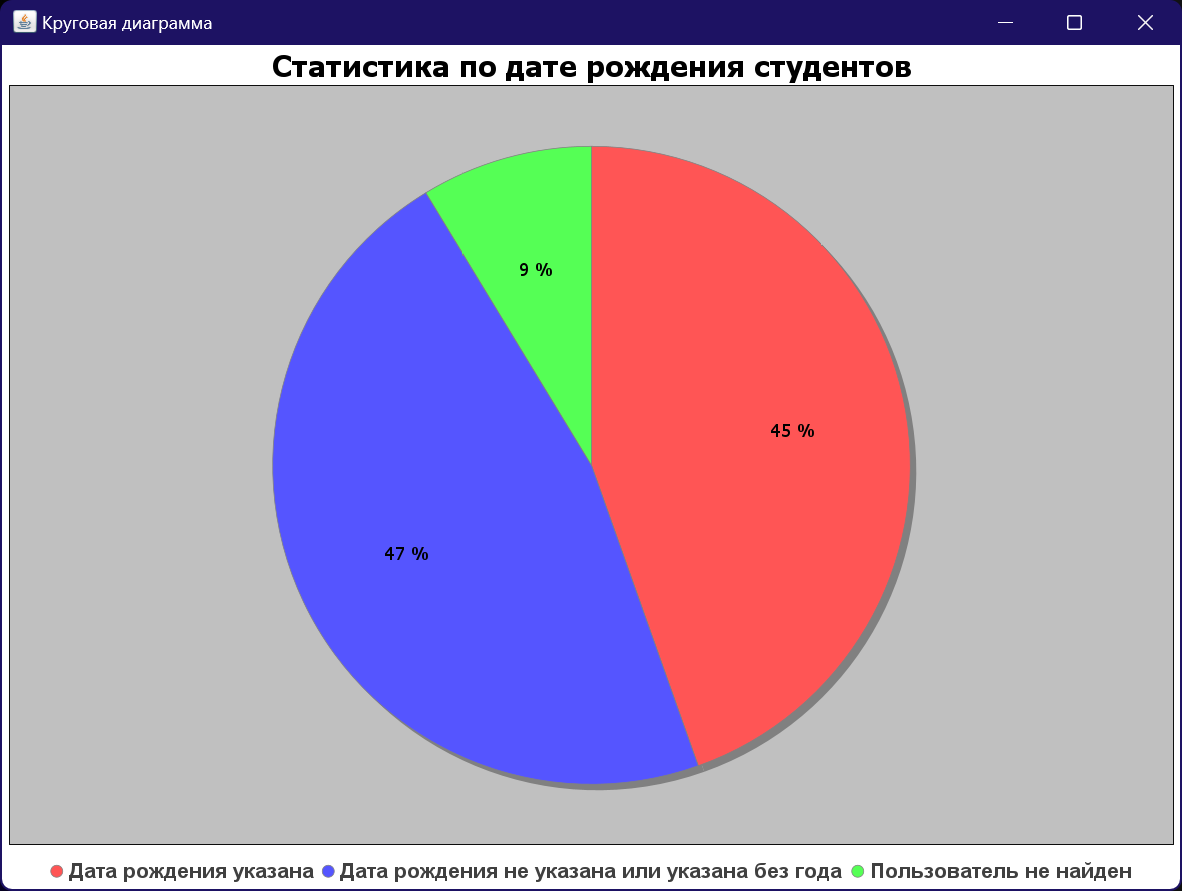 Круговая диаграмма
Статистика по дате рождения студентов
9 %
45 %
47 %
Дата рождения указана Дата рождения не указана или указана без года Пользователь не найден